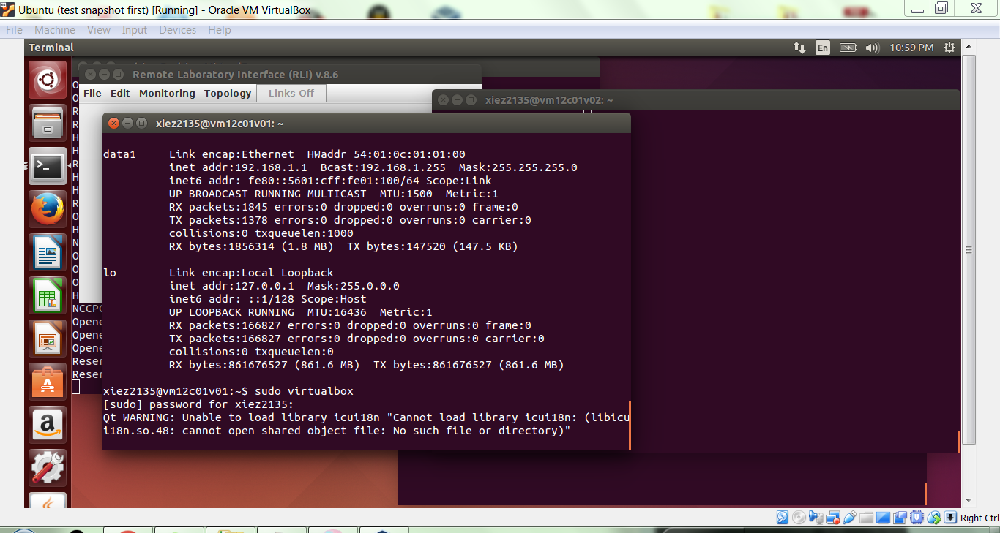 Ubuntu (test snapshot first) [Running] - Oracle VM VirtualBox
File Machine View Input Devices Help
Terminal
En
10:59 PM
Remote Laboratory Interface (RLI) v.8.6
File Edit Monitoring Topology Links Off
xiez2135@vm12c01v02: ~
xiez2135@vm12c01v01: ~
data1 Link encap:Ethernet HWaddr 54:01:0c:01:01:00
inet addr:192.168.1.1 Bcast:192.168.1.255 Mask:255.255.255.0
inet6 addr: fe80::5601:cff:fe01:100/64 Scope:Link
UP BROADCAST RUNNING MULTICAST MTU:1500 Metric:1
RX packets:1845 errors:0 dropped:0 overruns:0 frame:0
TX packets:1378 errors:0 dropped:0 overruns:0 carrier:0
collisions:0 txqueuelen:1000
RX bytes:1856314 (1.8 MB) TX bytes:147520 (147.5 KB)
lo Link encap:Local Loopback
inet addr:127.0.0.1 Mask:255.0.0.0
inet6 addr: ::1/128 Scope:Host
UP LOOPBACK RUNNING MTU:16436 Metric:1
RX packets:166827 errors:0 dropped:0 overruns:0 frame:0
TX packets:166827 errors:0 dropped:0 overruns:0 carrier:0
collisions:0 txqueuelen:0
RX bytes:861676527 (861.6 MB) TX bytes:861676527 (861.6 MB)
xiez2135@vm12c01v01:~$ sudo virtualbox
[sudo] password for xiez2135:
Qt WARNING: Unable to load library icui18n "Cannot load library icui18n: (libicu
i18n.so.48: cannot open shared object file: No such file or directory)"
O
O
R
R
H
H
R
H
H
R
O
H
N
O
O
O
H
NCCPO
Opene
Opene
Opene
Reser
Reser
a
Right Ctrl